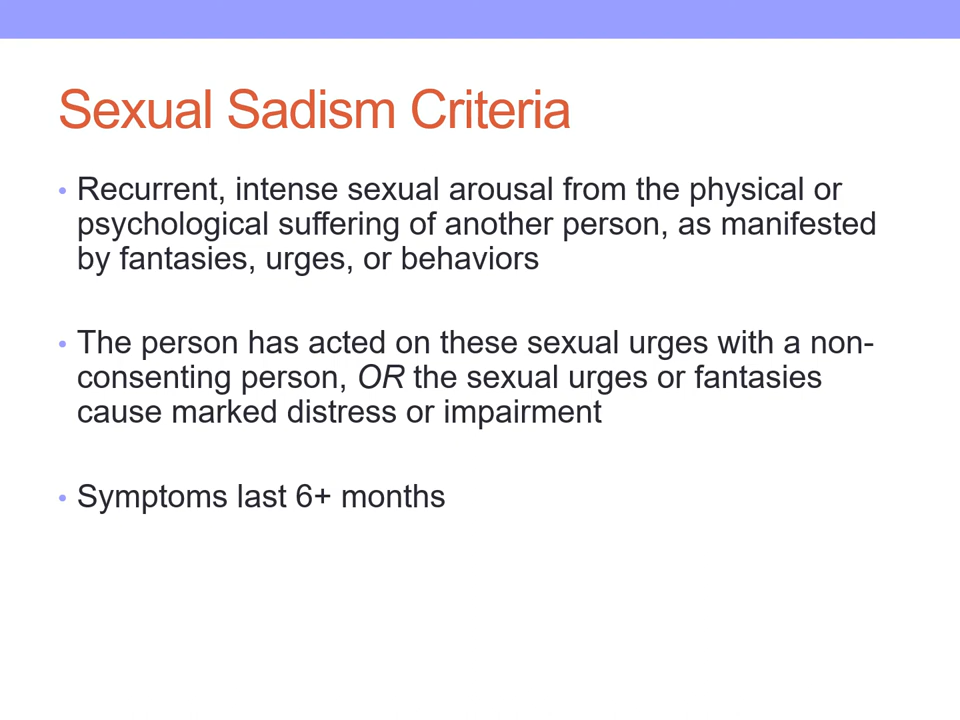 Sexual Sadism Criteria
• Recurrent, intense sexual arousal from the physical or
psychological suffering of another person, as manifested
by fantasies, urges, or behaviors
• The person has acted on these sexual urges with a non-
consenting person, OR the sexual urges or fantasies
cause marked distress or impairment
• Symptoms last 6+ months